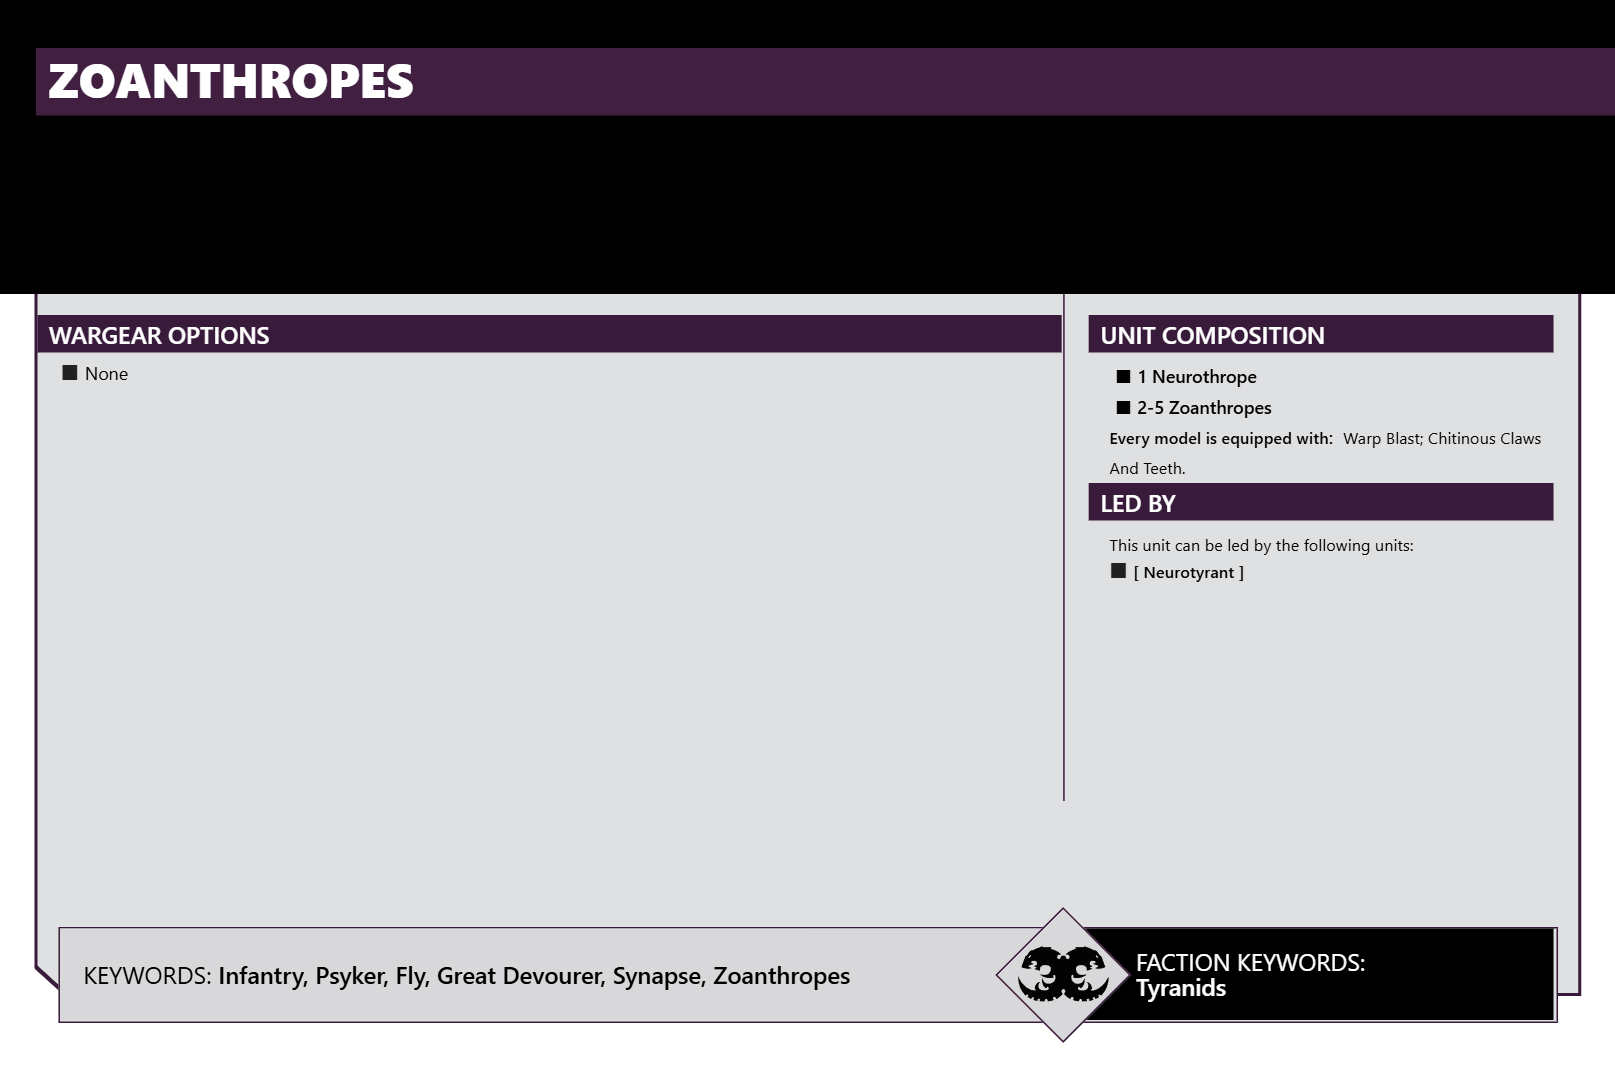 ZOANTHROPES
WARGEAR OPTIONS
■ None
UNIT COMPOSITION
■ 1 Neurothrope
■ 2-5 Zoanthropes
Every model is equipped with: Warp Blast; Chitinous Claws
And Teeth.
LED BY
This unit can be led by the following units:
■ [ Neurotyrant ]
KEYWORDS: Infantry, Psyker, Fly, Great Devourer, Synapse, Zoanthropes
FACTION KEYWORDS:
Tyranids